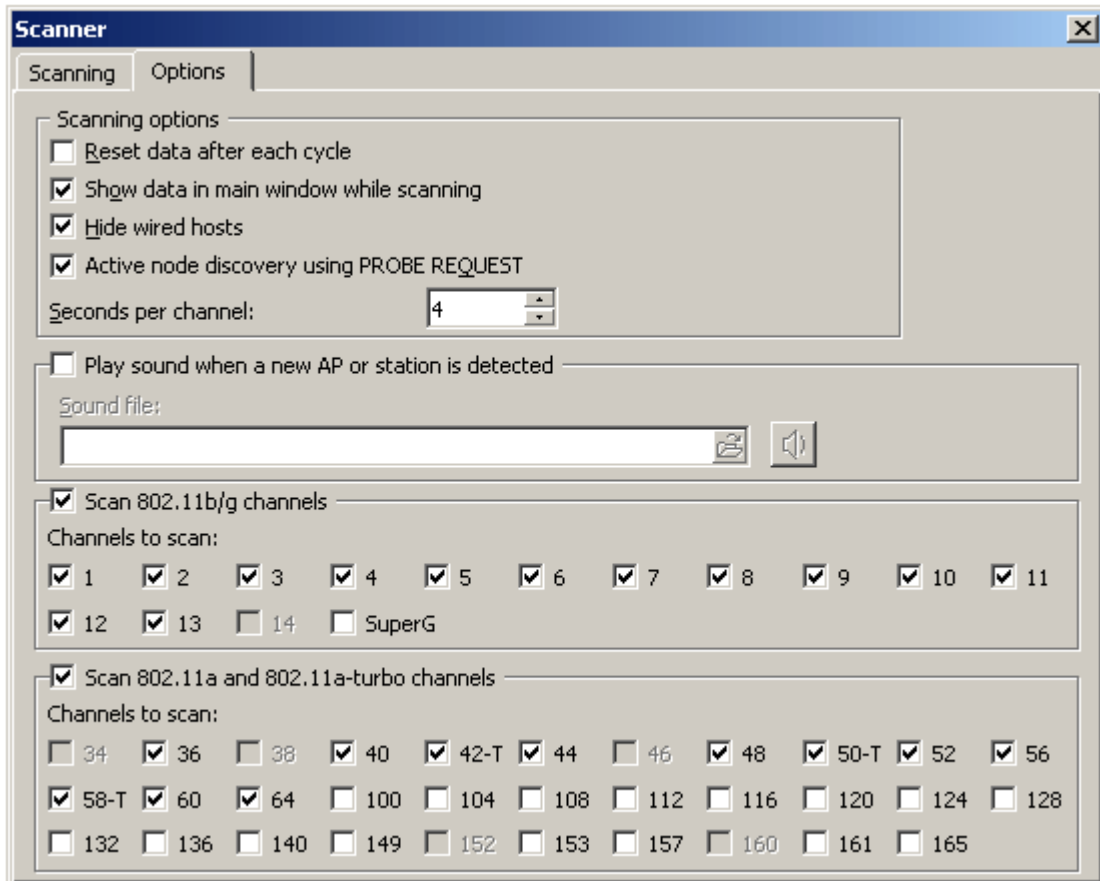 Scanner
Scanning Options
Scanning options
Reset data after each cycle
Show data in main window while scanning
Hide wired hosts
Active node discovery using PROBE REQUEST
Seconds per channel: 4
Play sound when a new AP or station is detected
Sound file:
Scan 802.11b/g channels
Channels to scan:
1 2 3 4 5 6 7 8 9 10 11
12 13 14 SuperG
Scan 802.11a and 802.11a-turbo channels
Channels to scan:
34 36 38 40 42-T 44 46 48 50-T 52 56
58-T 60 64 100 104 108 112 116 120 124 128
132 136 140 149 152 153 157 160 161 165